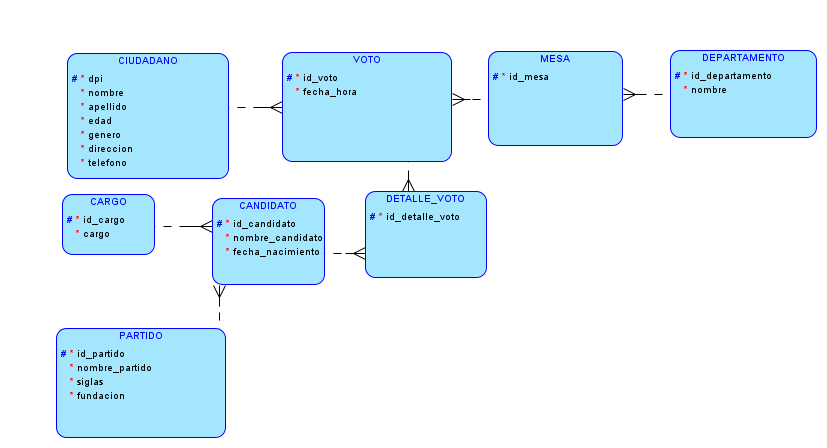 CIUDADANO
# * dpi
* nombre
* apellido
* edad
* genero
* direccion
* telefono
VOTO
# * id_voto
* fecha_hora
MESA
# * id_mesa
DEPARTAMENTO
# * id_departamento
* nombre
CARGO
# * id_cargo
* cargo
CANDIDATO
# * id_candidato
* nombre_candidato
* fecha_nacimiento
DETALLE_VOTO
# * id_detalle_voto
PARTIDO
# * id_partido
* nombre_partido
* siglas
* fundacion